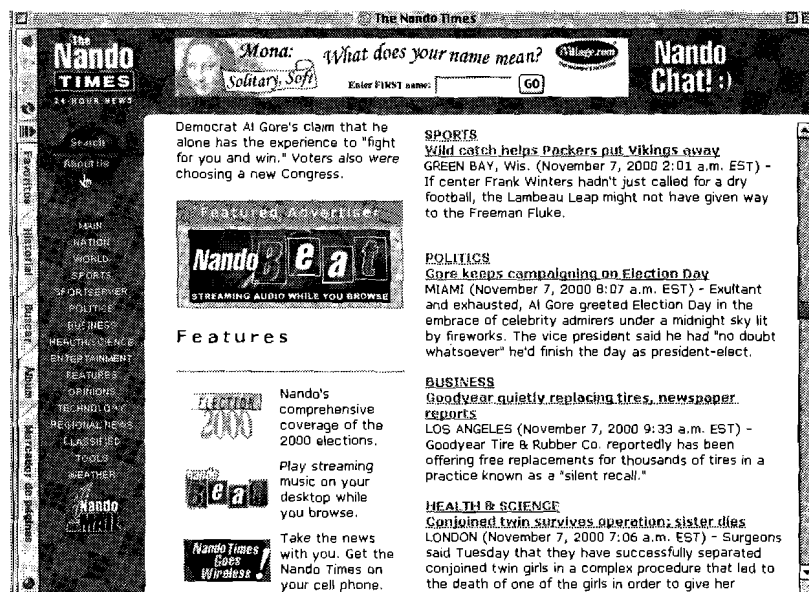 The Nando Times
The
Nando
TIMES
24 HOUR NEWS
Mona:
Solitary, Soft
What does your name mean?
iVillage.com
Enter FIRST name:
GO
Nando
Chat! :)
Search
About Us
MAIN
NATION
WORLD
SPORTS
SPORTSERVER
POLITICS
BUSINESS
HEALTH/SCIENCE
ENTERTAINMENT
FEATURES
OPINIONS
TECHNOLOGY
REGIONAL NEWS
CLASSIFIED
TOOLS
WEATHER
Nando
Favoritos
Historial
Buscar
Álbum
Marcador de páginas
Democrat Al Gore's claim that he
alone has the experience to "fight
for you and win." Voters also were
choosing a new Congress.
Featured Advertiser
Nando Beat
STREAMING AUDIO WHILE YOU BROWSE
Features
ELECTION
2000
Nando's
comprehensive
coverage of the
2000 elections.
Beat
Play streaming
music on your
desktop while
you browse.
Nando Times
Goes
Wireless!
Take the news
with you. Get the
Nando Times on
your cell phone.
SPORTS
Wild catch helps Packers put Vikings away
GREEN BAY, Wis. (November 7, 2000 2:01 a.m. EST) -
If center Frank Winters hadn't just called for a dry
football, the Lambeau Leap might not have given way
to the Freeman Fluke.
POLITICS
Gore keeps campaigning on Election Day
MIAMI (November 7, 2000 8:07 a.m. EST) - Exultant
and exhausted, Al Gore greeted Election Day in the
embrace of celebrity admirers under a midnight sky lit
by fireworks. The vice president said he had "no doubt
whatsoever" he'd finish the day as president-elect.
BUSINESS
Goodyear quietly replacing tires, newspaper
reports
LOS ANGELES (November 7, 2000 9:33 a.m. EST) -
Goodyear Tire & Rubber Co. reportedly has been
offering free replacements for thousands of tires in a
practice known as a "silent recall."
HEALTH & SCIENCE
Conjoined twin survives operation; sister dies
LONDON (November 7, 2000 7:06 a.m. EST) - Surgeons
said Tuesday that they have successfully separated
conjoined twin girls in a complex procedure that led to
the death of one of the girls in order to give her